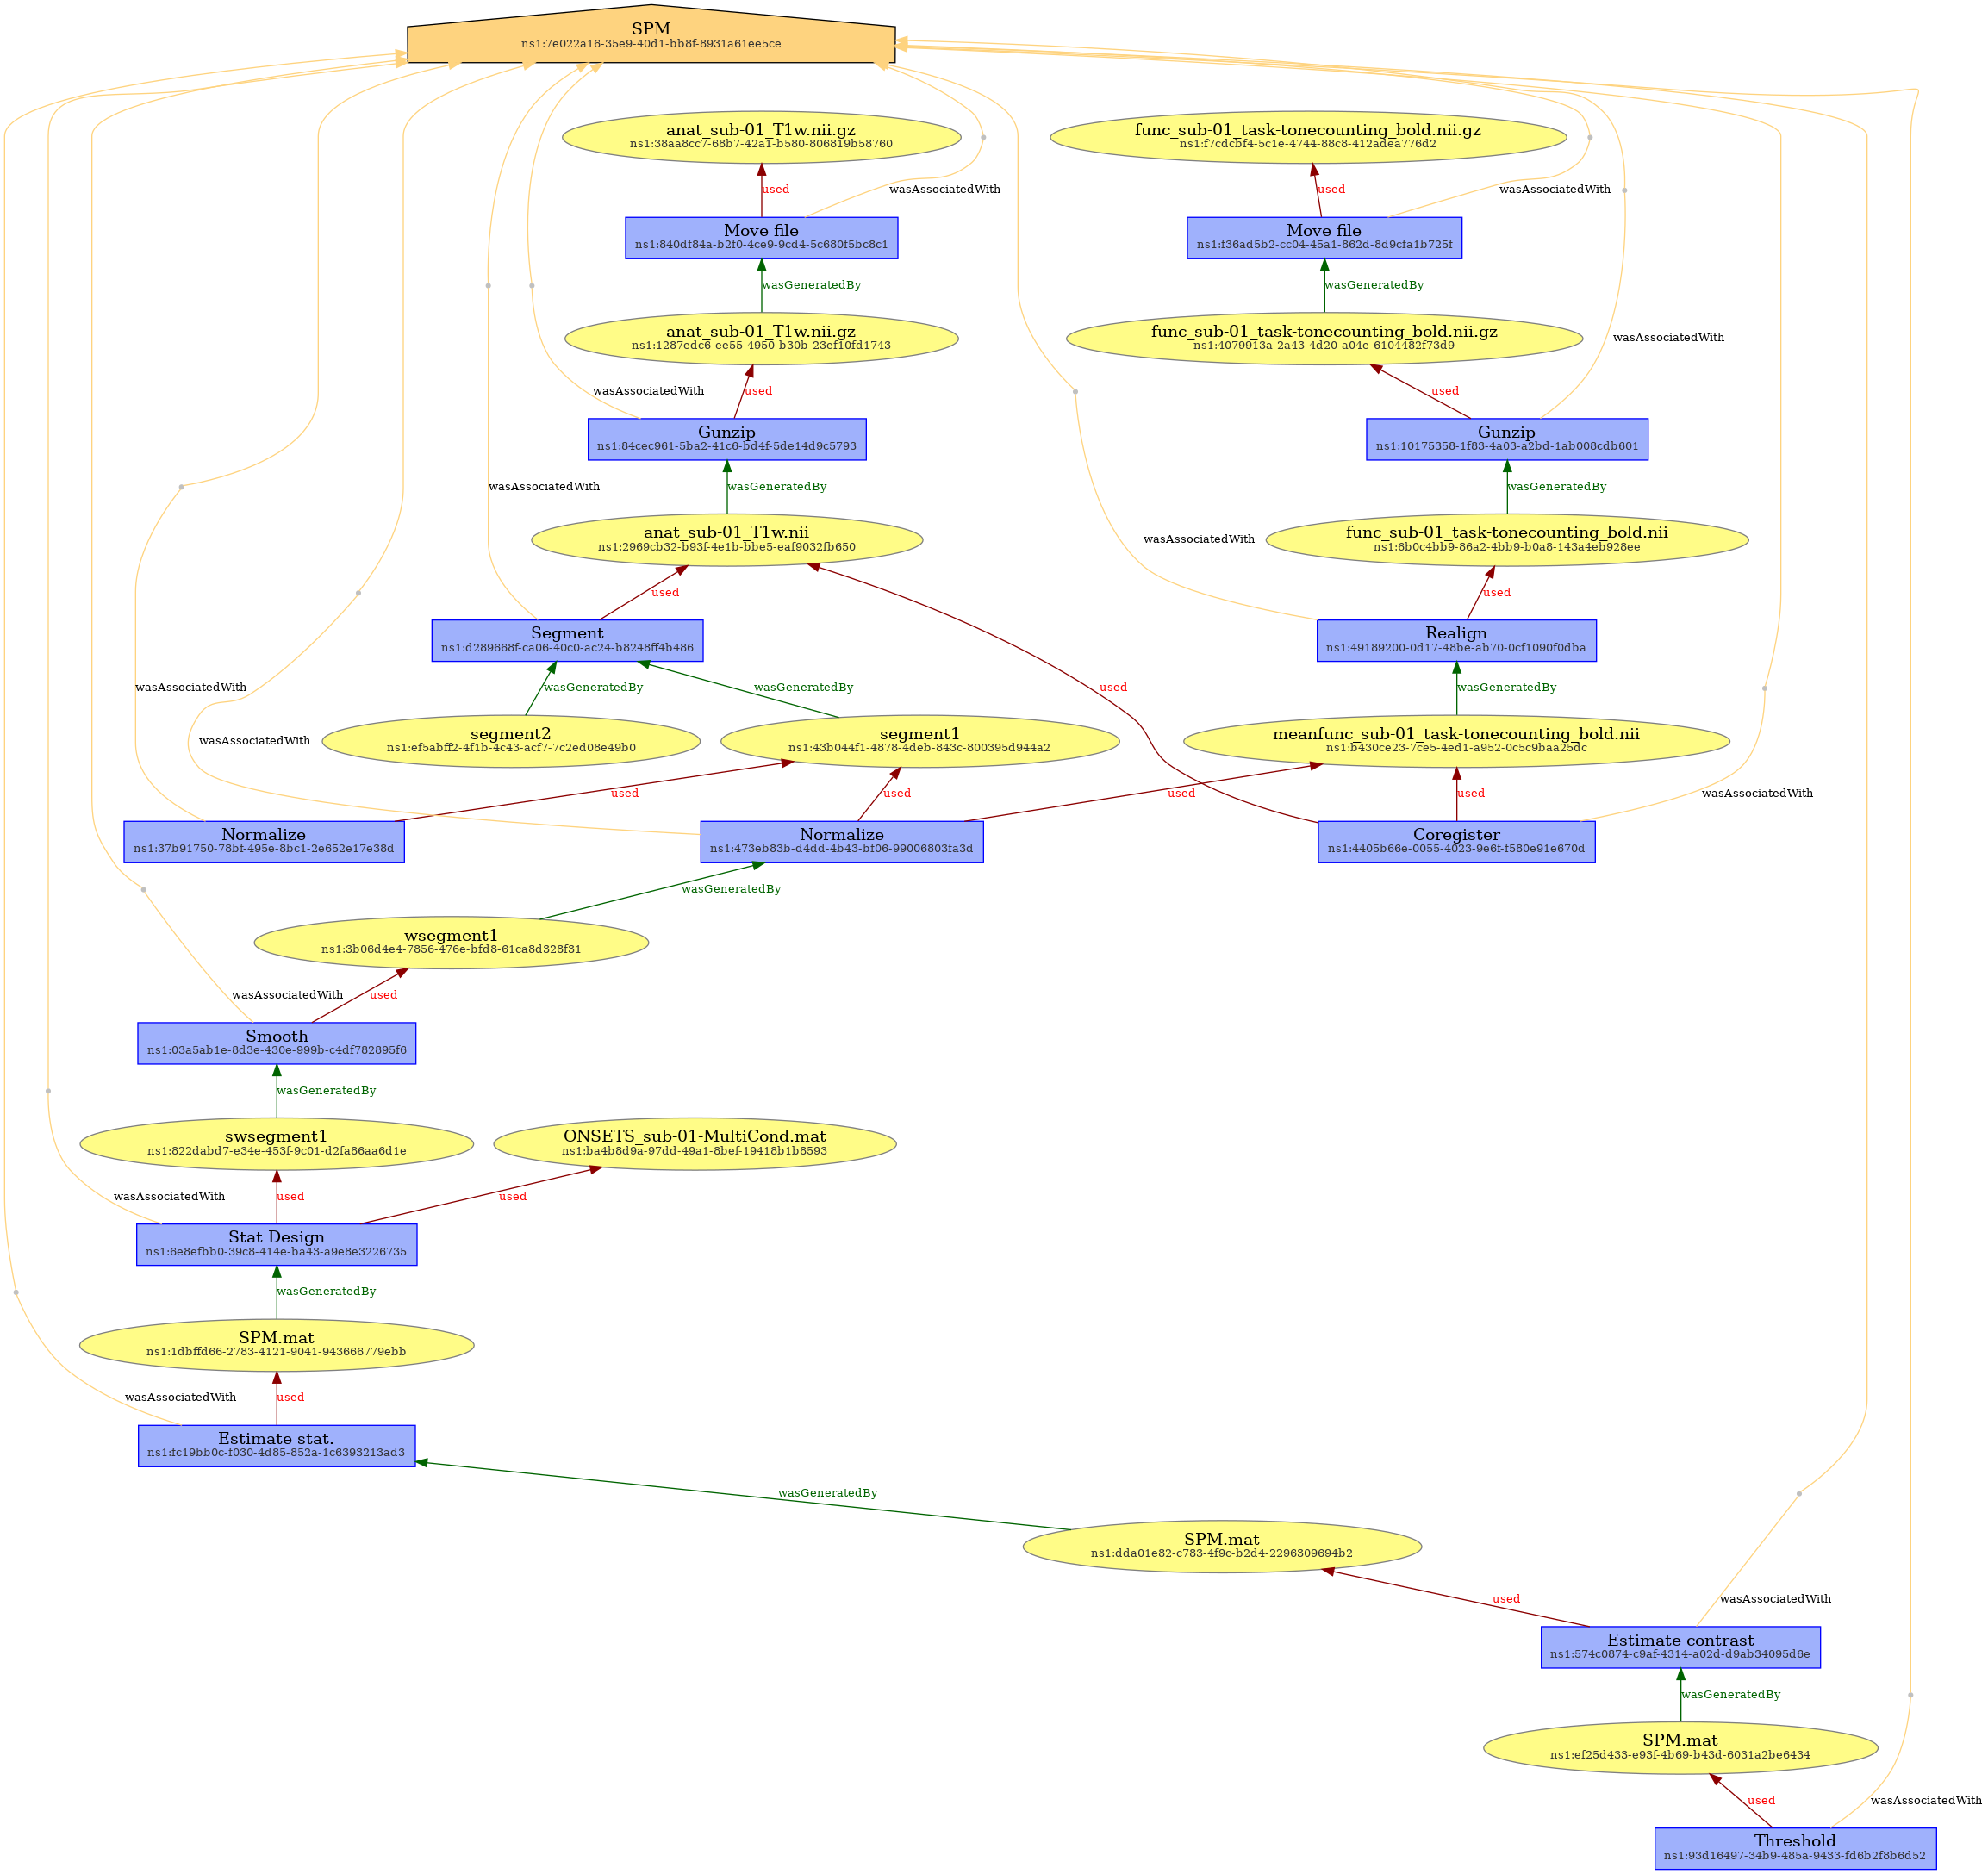 SPM
ns1:7e022a16-35e9-40d1-bb8f-8931a61ee5ce
anat_sub-01_T1w.nii.gz
ns1:38aa8cc7-68b7-42a1-b580-806819b58760
func_sub-01_task-tonecounting_bold.nii.gz
ns1:f7cdcbf4-5c1e-4744-88c8-412adea776d2
used
wasAssociatedWith
used
wasAssociatedWith
Move file
ns1:840df84a-b2f0-4ce9-9cd4-5c680f5bc8c1
Move file
ns1:f36ad5b2-cc04-45a1-862d-8d9cfa1b725f
wasGeneratedBy
wasGeneratedBy
anat_sub-01_T1w.nii.gz
ns1:1287edc6-ee55-4950-b30b-23ef10fd1743
func_sub-01_task-tonecounting_bold.nii.gz
ns1:4079913a-2a43-4d20-a04e-6104482f73d9
wasAssociatedWith
wasAssociatedWith
used
used
Gunzip
ns1:84cec961-5ba2-41c6-bd4f-5de14d9c5793
Gunzip
ns1:10175358-1f83-4a03-a2bd-1ab008cdb601
wasAssociatedWith
wasGeneratedBy
wasGeneratedBy
anat_sub-01_T1w.nii
ns1:2969cb32-b93f-4e1b-bbe5-eaf9032fb650
wasAssociatedWith
func_sub-01_task-tonecounting_bold.nii
ns1:6b0c4bb9-86a2-4bb9-b0a8-143a4eb928ee
used
used
Segment
ns1:d289668f-ca06-40c0-ac24-b8248ff4b486
Realign
ns1:49189200-0d17-48be-ab70-0cf1090f0dba
wasAssociatedWith
wasGeneratedBy
wasGeneratedBy
used
wasGeneratedBy
wasAssociatedWith
segment2
ns1:ef5abff2-4f1b-4c43-acf7-7c2ed08e49b0
segment1
ns1:43b044f1-4878-4deb-843c-800395d944a2
meanfunc_sub-01_task-tonecounting_bold.nii
ns1:b430ce23-7ce5-4ed1-a952-0c5c9baa25dc
used
used
used
used
wasAssociatedWith
Normalize
ns1:37b91750-78bf-495e-8bc1-2e652e17e38d
Normalize
ns1:473eb83b-d4dd-4b43-bf06-99006803fa3d
Coregister
ns1:4405b66e-0055-4023-9e6f-f580e91e670d
wasGeneratedBy
wsegment1
ns1:3b06d4e4-7856-476e-bfd8-61ca8d328f31
wasAssociatedWith
used
Smooth
ns1:03a5ab1e-8d3e-430e-999b-c4df782895f6
wasGeneratedBy
swsegment1
ns1:822dabd7-e34e-453f-9c01-d2fa86aa6d1e
ONSETS_sub-01-MultiCond.mat
ns1:ba4b8d9a-97dd-49a1-8bef-19418b1b8593
wasAssociatedWith
used
used
Stat Design
ns1:6e8efbb0-39c8-414e-ba43-a9e8e3226735
wasGeneratedBy
SPM.mat
ns1:1dbffd66-2783-4121-9041-943666779ebb
wasAssociatedWith
used
Estimate stat.
ns1:fc19bb0c-f030-4d85-852a-1c6393213ad3
wasGeneratedBy
SPM.mat
ns1:dda01e82-c783-4f9c-b2d4-2296309694b2
used
wasAssociatedWith
Estimate contrast
ns1:574c0874-c9af-4314-a02d-d9ab34095d6e
wasGeneratedBy
SPM.mat
ns1:ef25d433-e93f-4b69-b43d-6031a2be6434
used
wasAssociatedWith
Threshold
ns1:93d16497-34b9-485a-9433-fd6b2f8b6d52